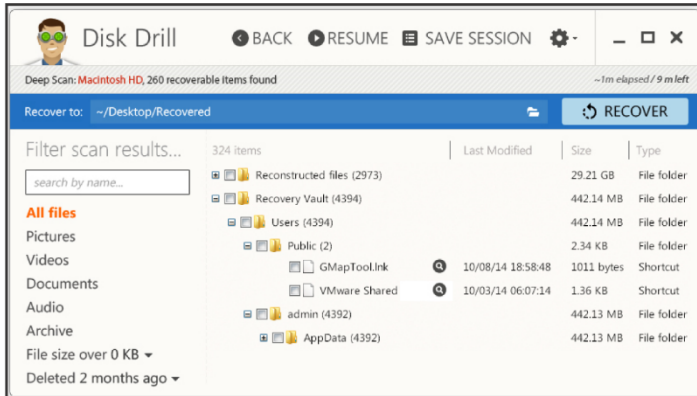 Disk Drill BACK RESUME SAVE SESSION
Deep Scan: Macintosh HD, 260 recoverable items found ~1m elapsed / 9 m left
Recover to: ~/Desktop/Recovered RECOVER
Filter scan results... 324 items Last Modified Size Type
search by name...
All files
Pictures
Videos
Documents
Audio
Archive
File size over 0 KB
Deleted 2 months ago
Reconstructed files (2973) 29.21 GB File folder
Recovery Vault (4394) 442.14 MB File folder
Users (4394) 442.14 MB File folder
Public (2) 2.34 KB File folder
GMapTool.lnk 10/08/14 18:58:48 1011 bytes Shortcut
VMware Shared 10/03/14 06:07:14 1.36 KB Shortcut
admin (4392) 442.13 MB File folder
AppData (4392) 442.13 MB File folder